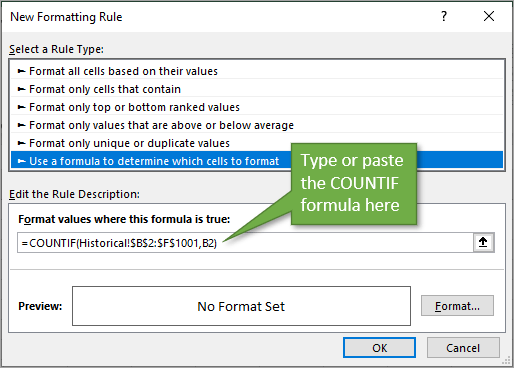 New Formatting Rule
? ×
Select a Rule Type:
► Format all cells based on their values
► Format only cells that contain
► Format only top or bottom ranked values
► Format only values that are above or below average
► Format only unique or duplicate values
► Use a formula to determine which cells to format
Type or paste
the COUNTIF
formula here
Edit the Rule Description:
Format values where this formula is true:
=COUNTIF(Historical!$B$2:$F$1001,B2)
Preview:
No Format Set
Format...
OK
Cancel